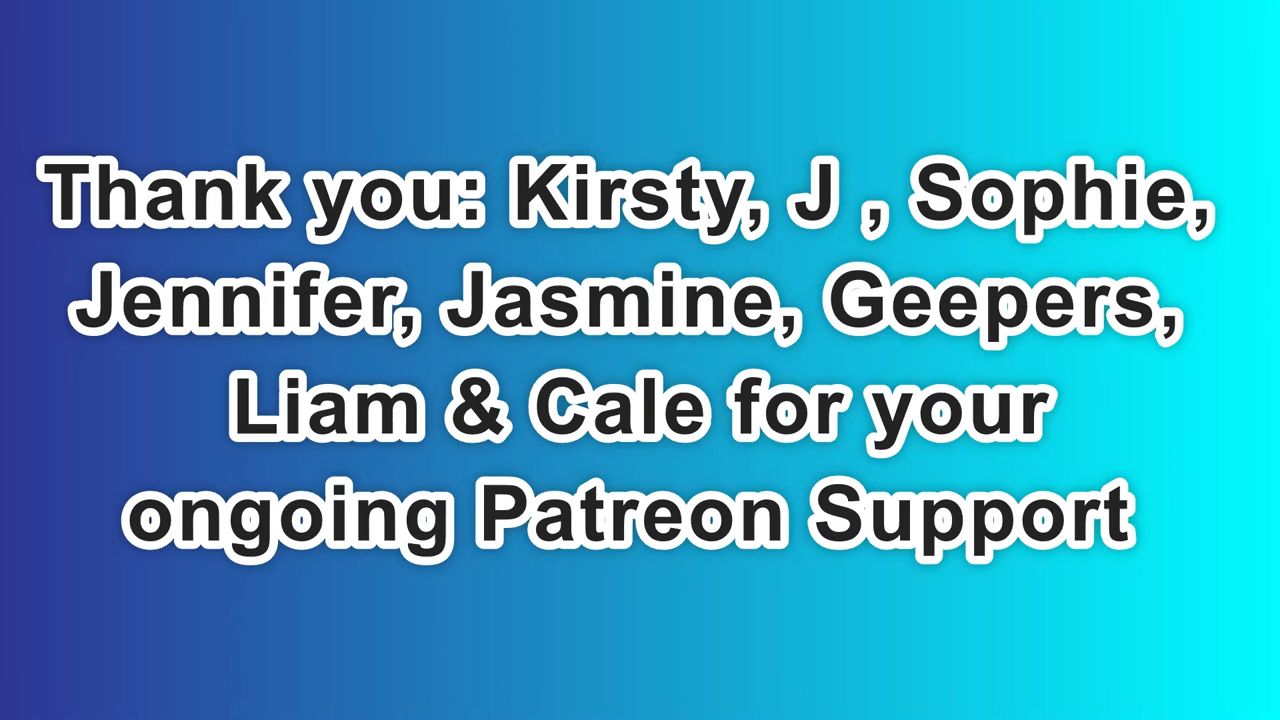 Thank you: Kirsty, J , Sophie,
Jennifer, Jasmine, Geepers,
Liam & Cale for your
ongoing Patreon Support